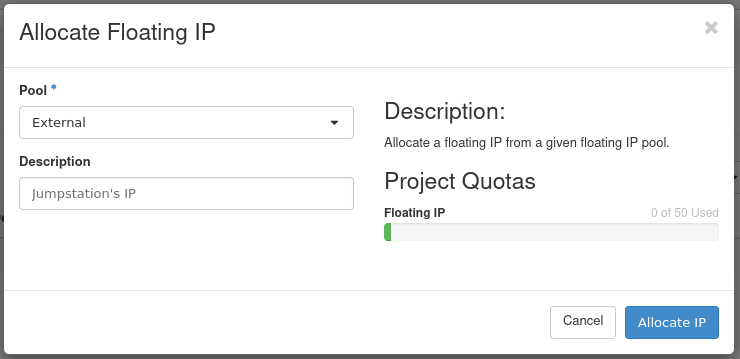 Allocate Floating IP
×
Pool *
External
Description
Jumpstation's IP
Description:
Allocate a floating IP from a given floating IP pool.
Project Quotas
Floating IP 0 of 50 Used
Cancel Allocate IP